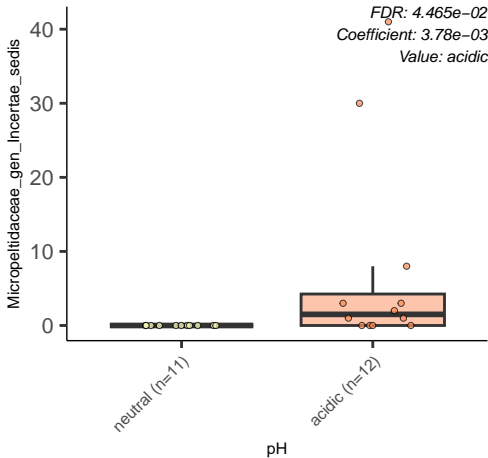 FDR: 4.465e−02
Coefficient: 3.78e−03
Value: acidic
Micropeltidaceae_gen_Incertae_sedis
40
30
20
10
0
neutral (n=11)
acidic (n=12)
pH